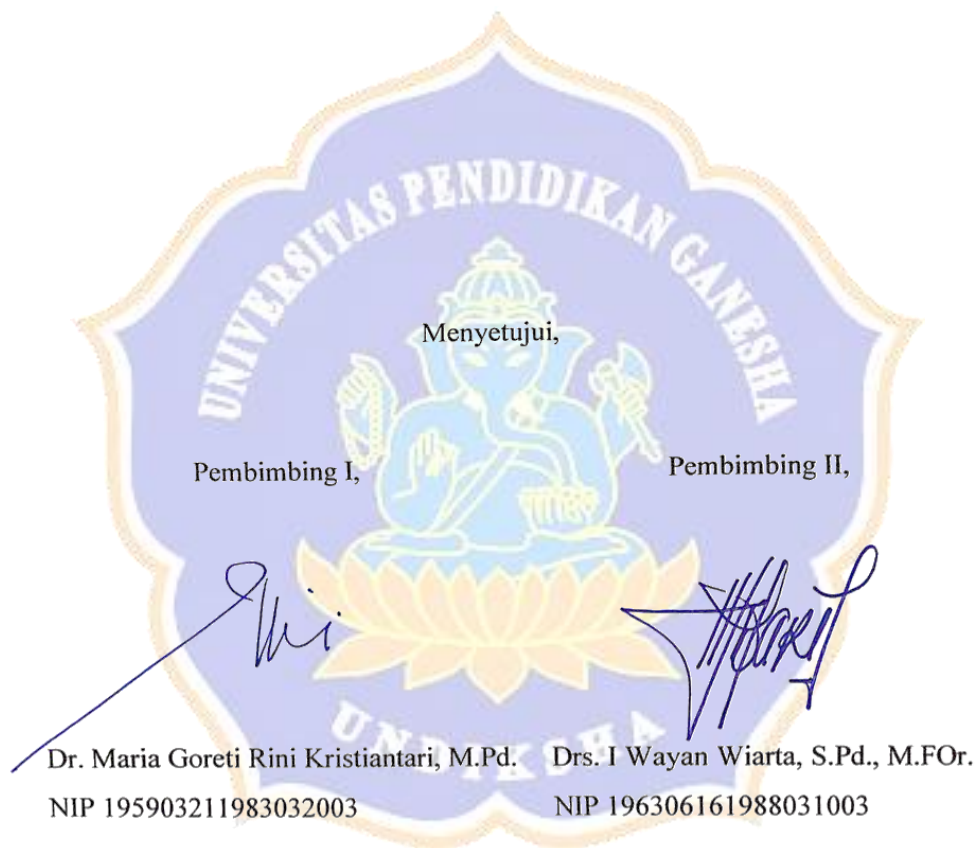 UNIVERSITAS PENDIDIKAN GANESHA
Menyetujui,
Pembimbing I,
Pembimbing II,
UNDIKSHA
Dr. Maria Goreti Rini Kristiantari, M.Pd.
Drs. I Wayan Wiarta, S.Pd., M.FOr.
NIP 195903211983032003
NIP 196306161988031003